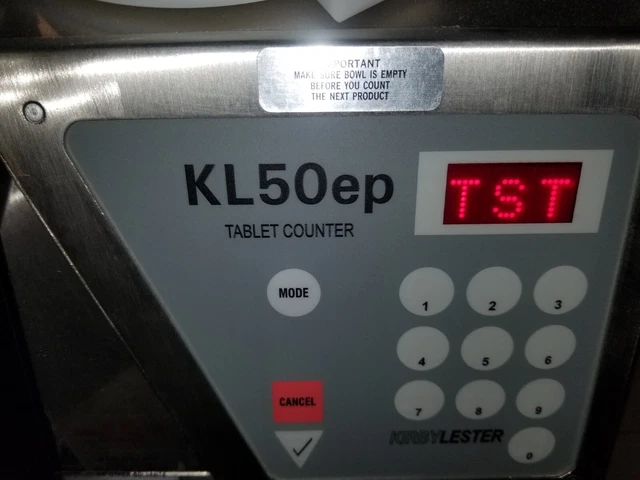 IMPORTANT
MAKE SURE BOWL IS EMPTY
BEFORE YOU COUNT
THE NEXT PRODUCT
KL50ep
TST
TABLET COUNTER
MODE
1 2 3
4 5 6
CANCEL
7 8 9
KIRBYLESTER
0